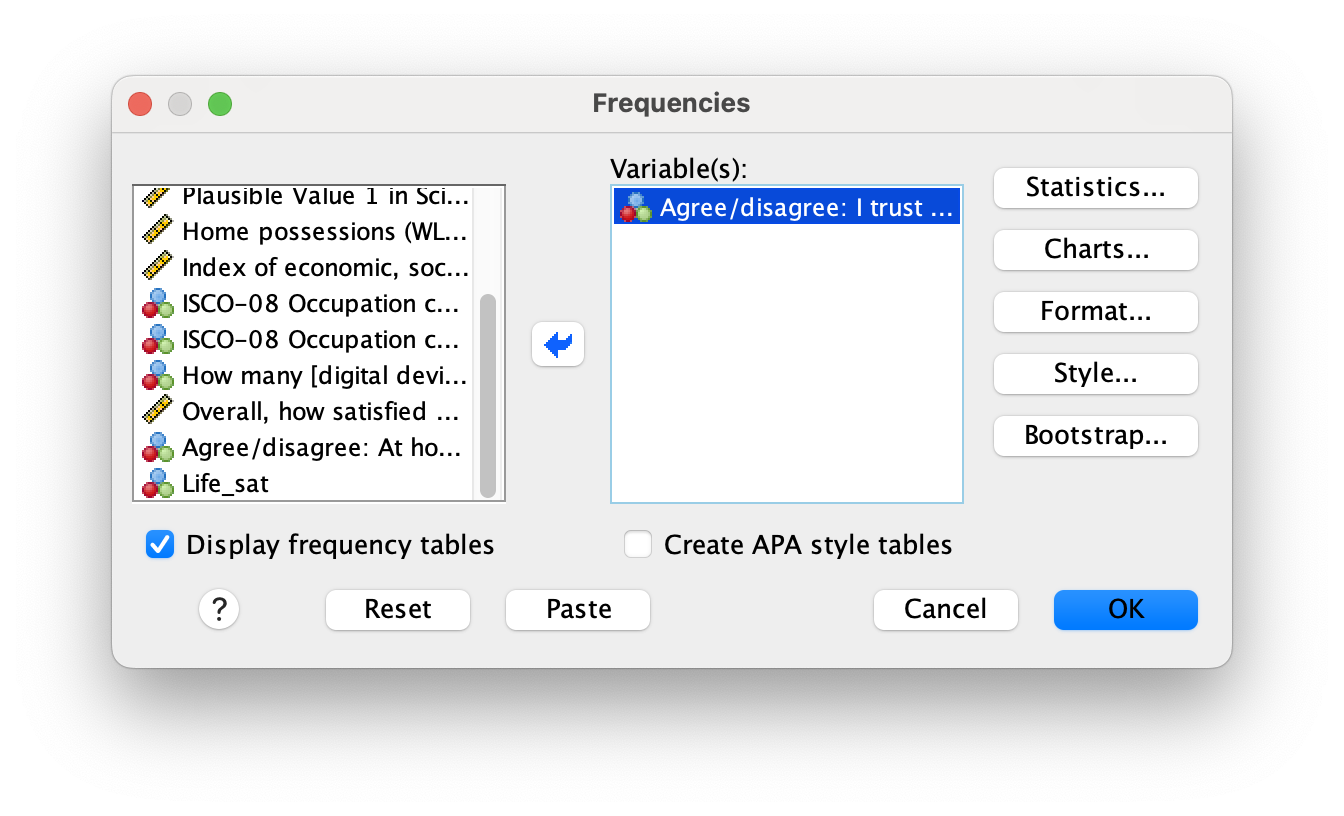 Frequencies
Variable(s):
Plausible Value 1 in Sci...
Home possessions (WL...
Index of economic, soc...
ISCO-08 Occupation c...
ISCO-08 Occupation c...
How many [digital devi...
Overall, how satisfied ...
Agree/disagree: At ho...
Life_sat
Agree/disagree: I trust ...
Statistics...
Charts...
Format...
Style...
Bootstrap...
Display frequency tables
Create APA style tables
?
Reset
Paste
Cancel
OK